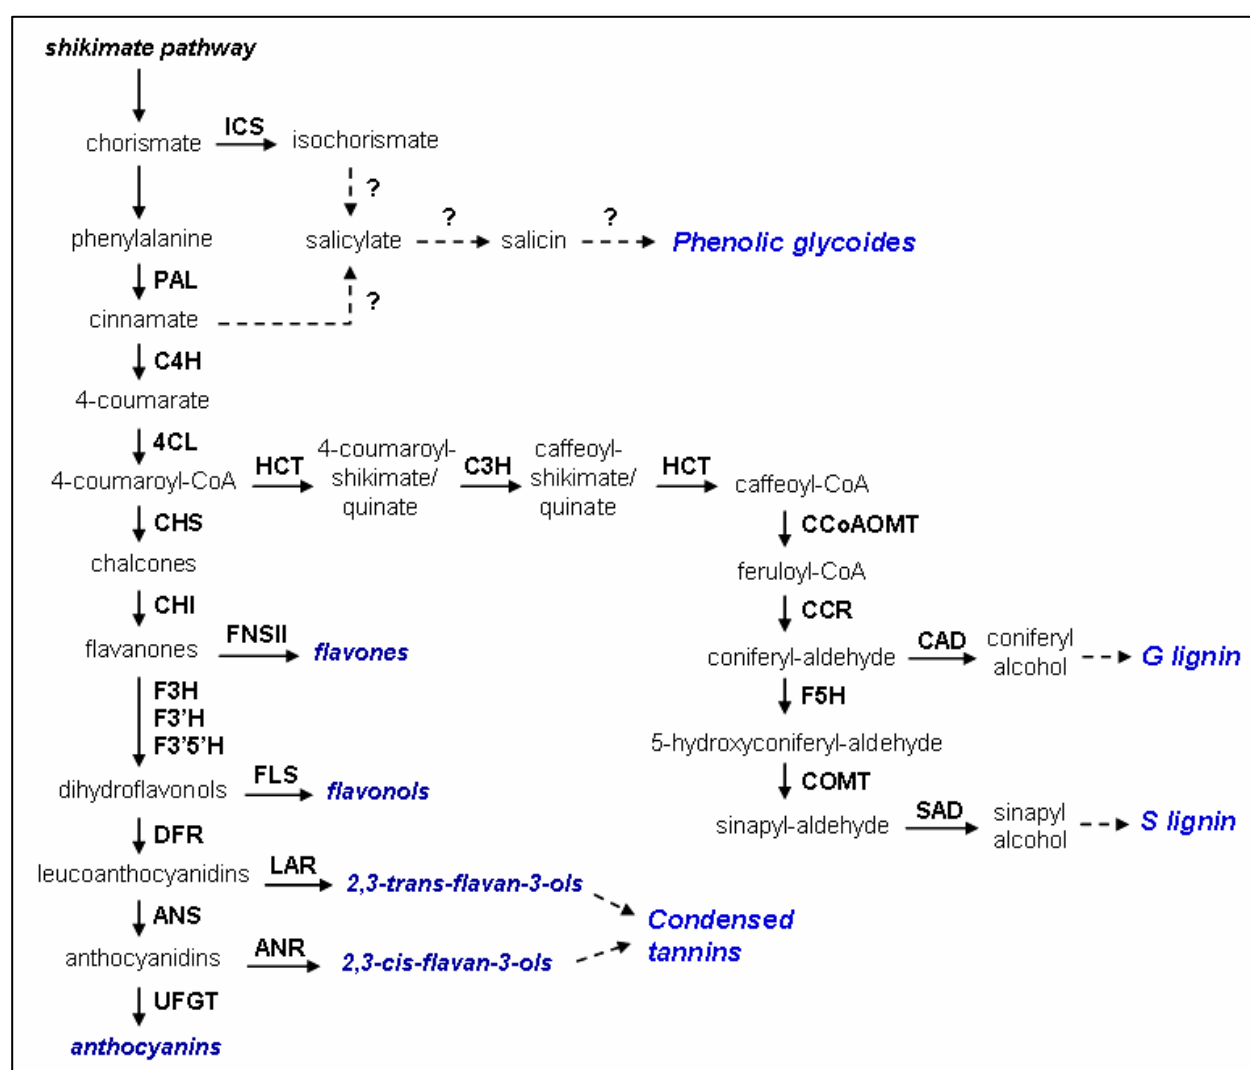 shikimate pathway
chorismate ICS isochorismate
?
phenylalanine salicylate ? salicin ? Phenolic glycoides
PAL
cinnamate ?
C4H
4-coumarate
4CL
4-coumaroyl-CoA HCT 4-coumaroyl-
shikimate/
quinate C3H caffeoyl-
shikimate/
quinate HCT caffeoyl-CoA
CHS CCoAOMT
chalcones feruloyl-CoA
CHI CCR
flavanones FNSII flavones coniferyl-aldehyde CAD coniferyl
alcohol G lignin
F3H F5H
F3'H
F3'5'H 5-hydroxyconiferyl-aldehyde
dihydroflavonols FLS flavonols COMT
sinapyl-aldehyde SAD sinapyl
alcohol S lignin
DFR
leucoanthocyanidins LAR 2,3-trans-flavan-3-ols
ANS Condensed
tannins
anthocyanidins ANR 2,3-cis-flavan-3-ols
UFGT
anthocyanins